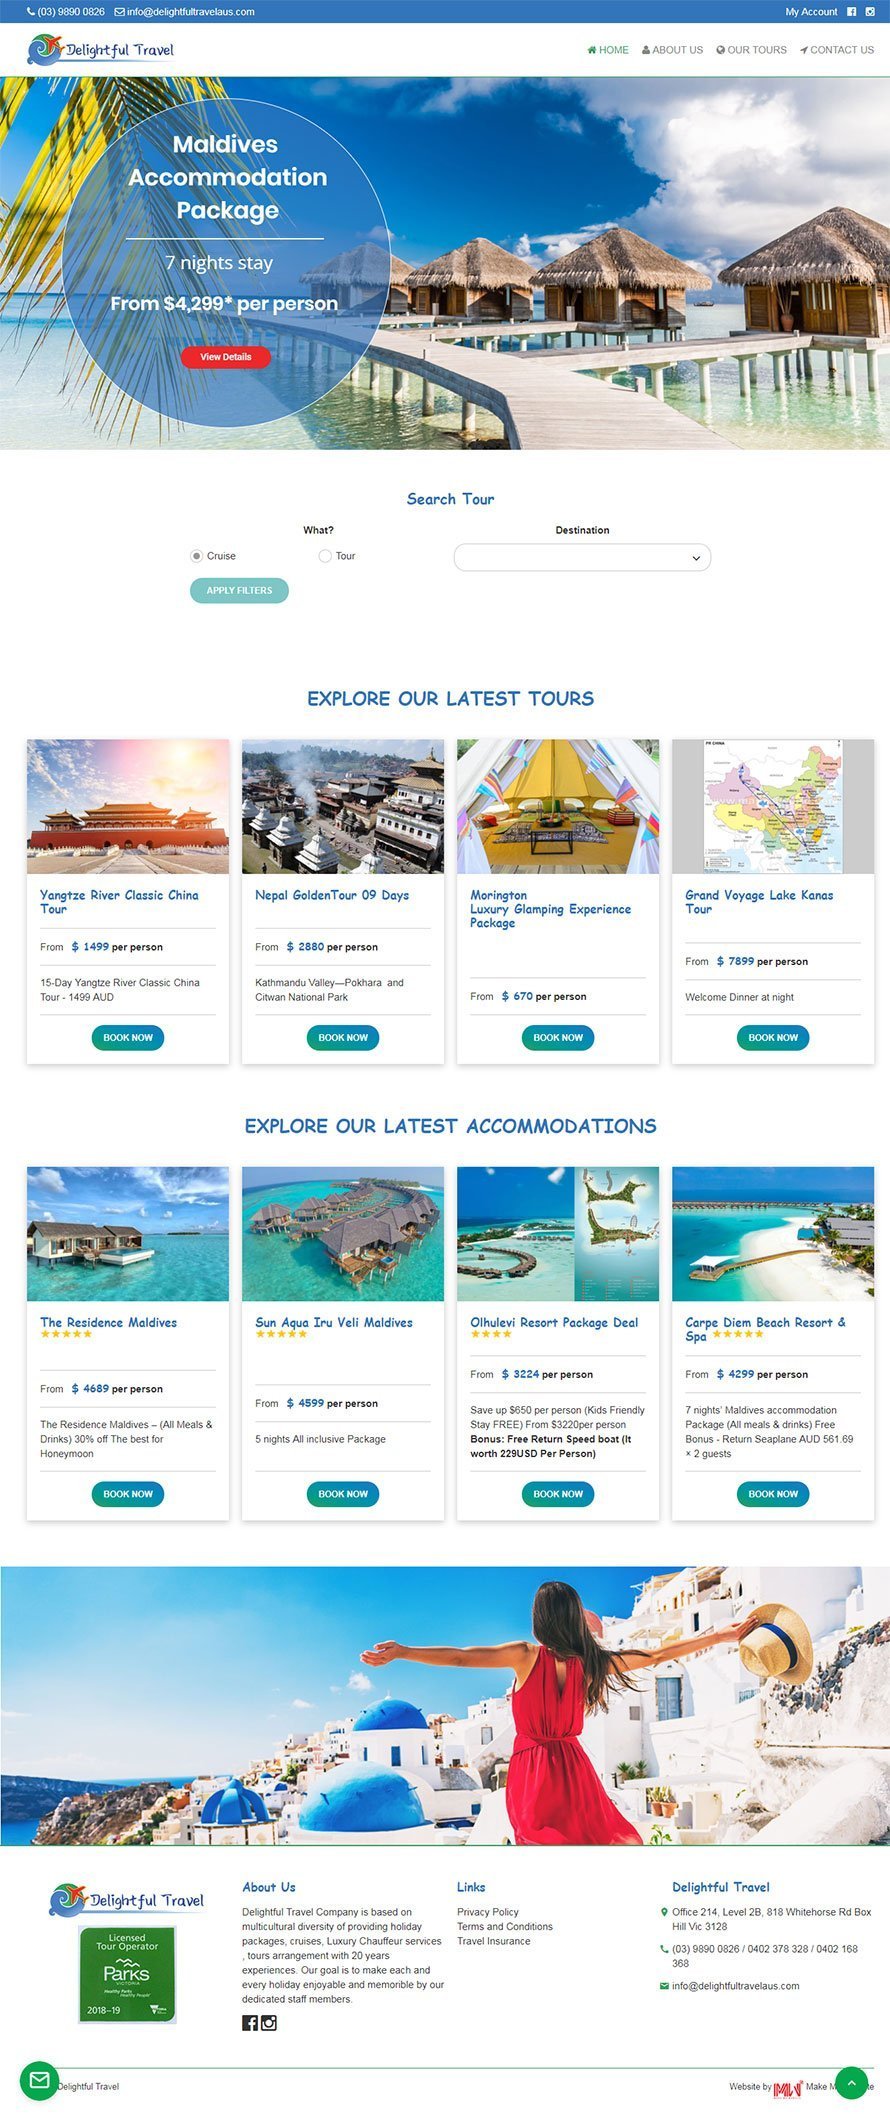 (03) 9890 0826 info@delightfultravelaus.com My Account
Delightful Travel
HOME ABOUT US OUR TOURS CONTACT US
Maldives
Accommodation
Package
7 nights stay
From $4,299* per person
View Details
Search Tour
What?
Cruise Tour
Destination
APPLY FILTERS
EXPLORE OUR LATEST TOURS
Yangtze River Classic China
Tour
From $ 1499 per person
15-Day Yangtze River Classic China
Tour - 1499 AUD
BOOK NOW
Nepal GoldenTour 09 Days
From $ 2880 per person
Kathmandu Valley—Pokhara and
Citwan National Park
BOOK NOW
Morington
Luxury Glamping Experience
Package
From $ 670 per person
BOOK NOW
PR CHINA
Grand Voyage Lake Kanas
Tour
From $ 7899 per person
Welcome Dinner at night
BOOK NOW
EXPLORE OUR LATEST ACCOMMODATIONS
The Residence Maldives
From $ 4689 per person
The Residence Maldives – (All Meals &
Drinks) 30% off The best for
Honeymoon
BOOK NOW
Sun Aqua Iru Veli Maldives
From $ 4599 per person
5 nights All inclusive Package
BOOK NOW
Olhulevi Resort Package Deal
From $ 3224 per person
Save up $650 per person (Kids Friendly
Stay FREE) From $3220per person
Bonus: Free Return Speed boat (It
worth 229USD Per Person)
BOOK NOW
Carpe Diem Beach Resort &
Spa
From $ 4299 per person
7 nights' Maldives accommodation
Package (All meals & drinks) Free
Bonus - Return Seaplane AUD 561.69
× 2 guests
BOOK NOW
Delightful Travel
Licensed
Tour Operator
Parks
VICTORIA
Healthy Parks
Healthy People
2018–19
About Us
Delightful Travel Company is based on
multicultural diversity of providing holiday
packages, cruises, Luxury Chauffeur services
, tours arrangement with 20 years
experiences. Our goal is to make each and
every holiday enjoyable and memorible by our
dedicated staff members.
Links
Privacy Policy
Terms and Conditions
Travel Insurance
Delightful Travel
Office 214, Level 2B, 818 Whitehorse Rd Box
Hill Vic 3128
(03) 9890 0826 / 0402 378 328 / 0402 168
368
info@delightfultravelaus.com
Delightful Travel
Website by MMW Make